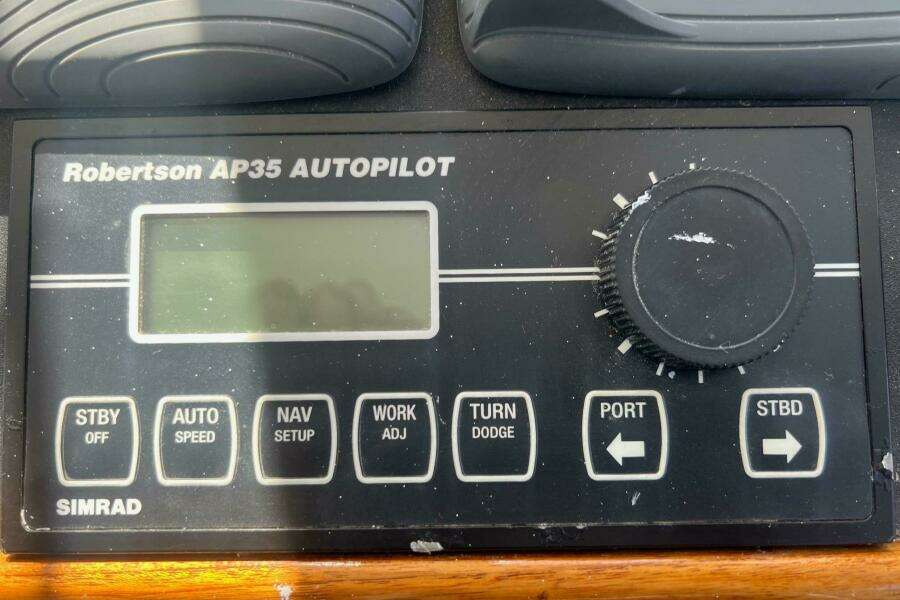 Robertson AP35 AUTOPILOT
STBY
OFF
AUTO
SPEED
NAV
SETUP
WORK
ADJ
TURN
DODGE
PORT
STBD
SIMRAD